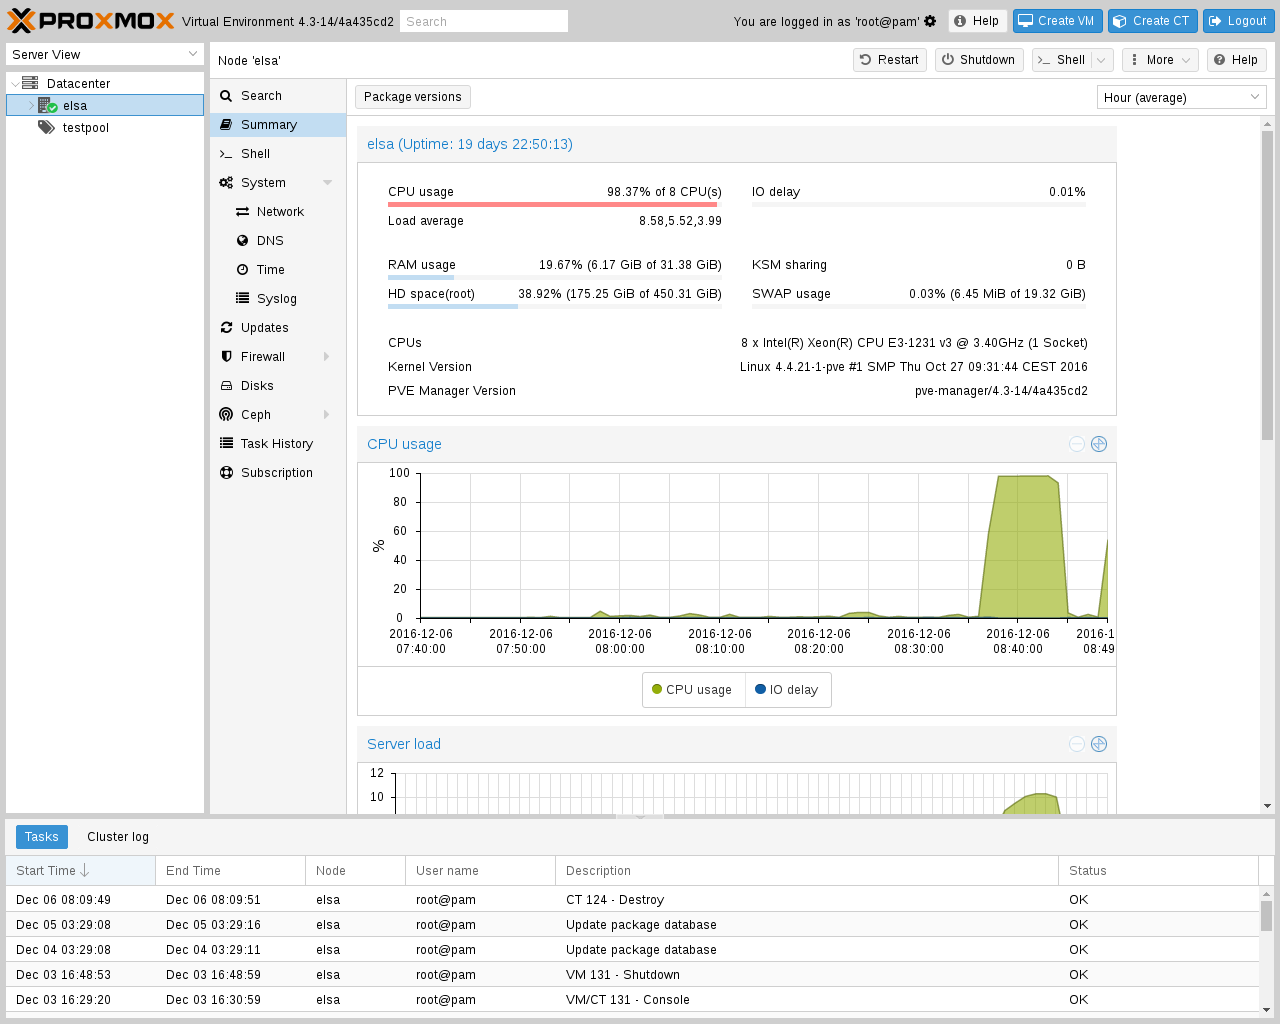 PROXMOX Virtual Environment 4.3-14/4a435cd2 Search You are logged in as 'root@pam' Help Create VM Create CT Logout
Server View
Datacenter
elsa
testpool
Node 'elsa' Restart Shutdown Shell More Help
Search
Summary
Shell
System
Network
DNS
Time
Syslog
Updates
Firewall
Disks
Ceph
Task History
Subscription
Package versions Hour (average)
elsa (Uptime: 19 days 22:50:13)
CPU usage 98.37% of 8 CPU(s) IO delay 0.01%
Load average 8.58,5.52,3.99
RAM usage 19.67% (6.17 GiB of 31.38 GiB) KSM sharing 0 B
HD space(root) 38.92% (175.25 GiB of 450.31 GiB) SWAP usage 0.03% (6.45 MiB of 19.32 GiB)
CPUs 8 x Intel(R) Xeon(R) CPU E3-1231 v3 @ 3.40GHz (1 Socket)
Kernel Version Linux 4.4.21-1-pve #1 SMP Thu Oct 27 09:31:44 CEST 2016
PVE Manager Version pve-manager/4.3-14/4a435cd2
CPU usage
100
80
60
%
40
20
0
2016-12-06 2016-12-06 2016-12-06 2016-12-06 2016-12-06 2016-12-06 2016-12-06 2016-1
07:40:00 07:50:00 08:00:00 08:10:00 08:20:00 08:30:00 08:40:00 08:49
CPU usage IO delay
Server load
12
10
Tasks Cluster log
Start Time End Time Node User name Description Status
Dec 06 08:09:49 Dec 06 08:09:51 elsa root@pam CT 124 - Destroy OK
Dec 05 03:29:08 Dec 05 03:29:16 elsa root@pam Update package database OK
Dec 04 03:29:08 Dec 04 03:29:11 elsa root@pam Update package database OK
Dec 03 16:48:53 Dec 03 16:48:59 elsa root@pam VM 131 - Shutdown OK
Dec 03 16:29:20 Dec 03 16:30:59 elsa root@pam VM/CT 131 - Console OK